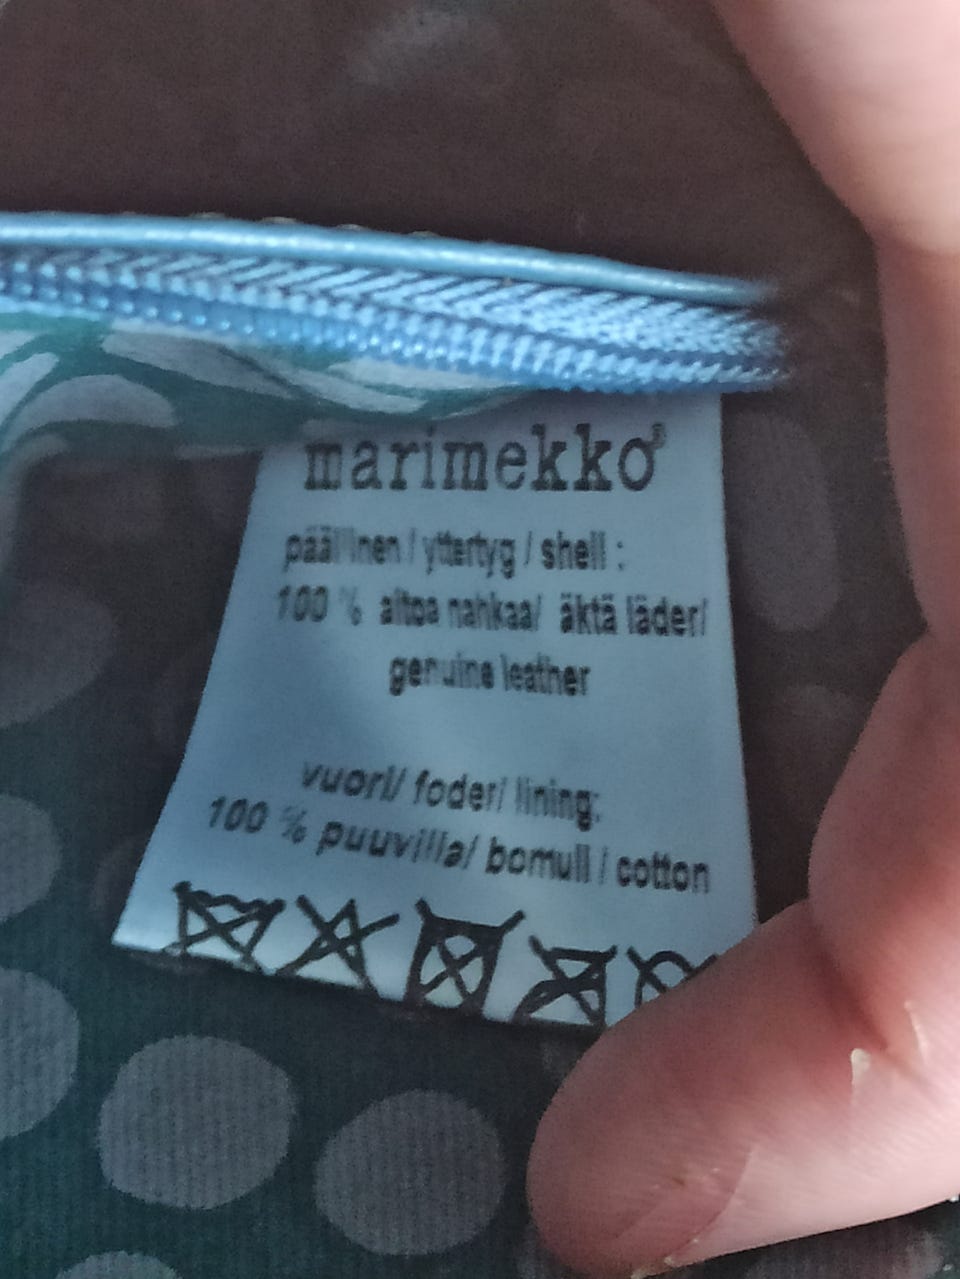 marimekko®
päällinen / yttertyg / shell :
100 % aitoa nahkaa/ äktä läder/
genuine leather
vuori/ foder/ lining:
100 % puuvilla/ bomull / cotton